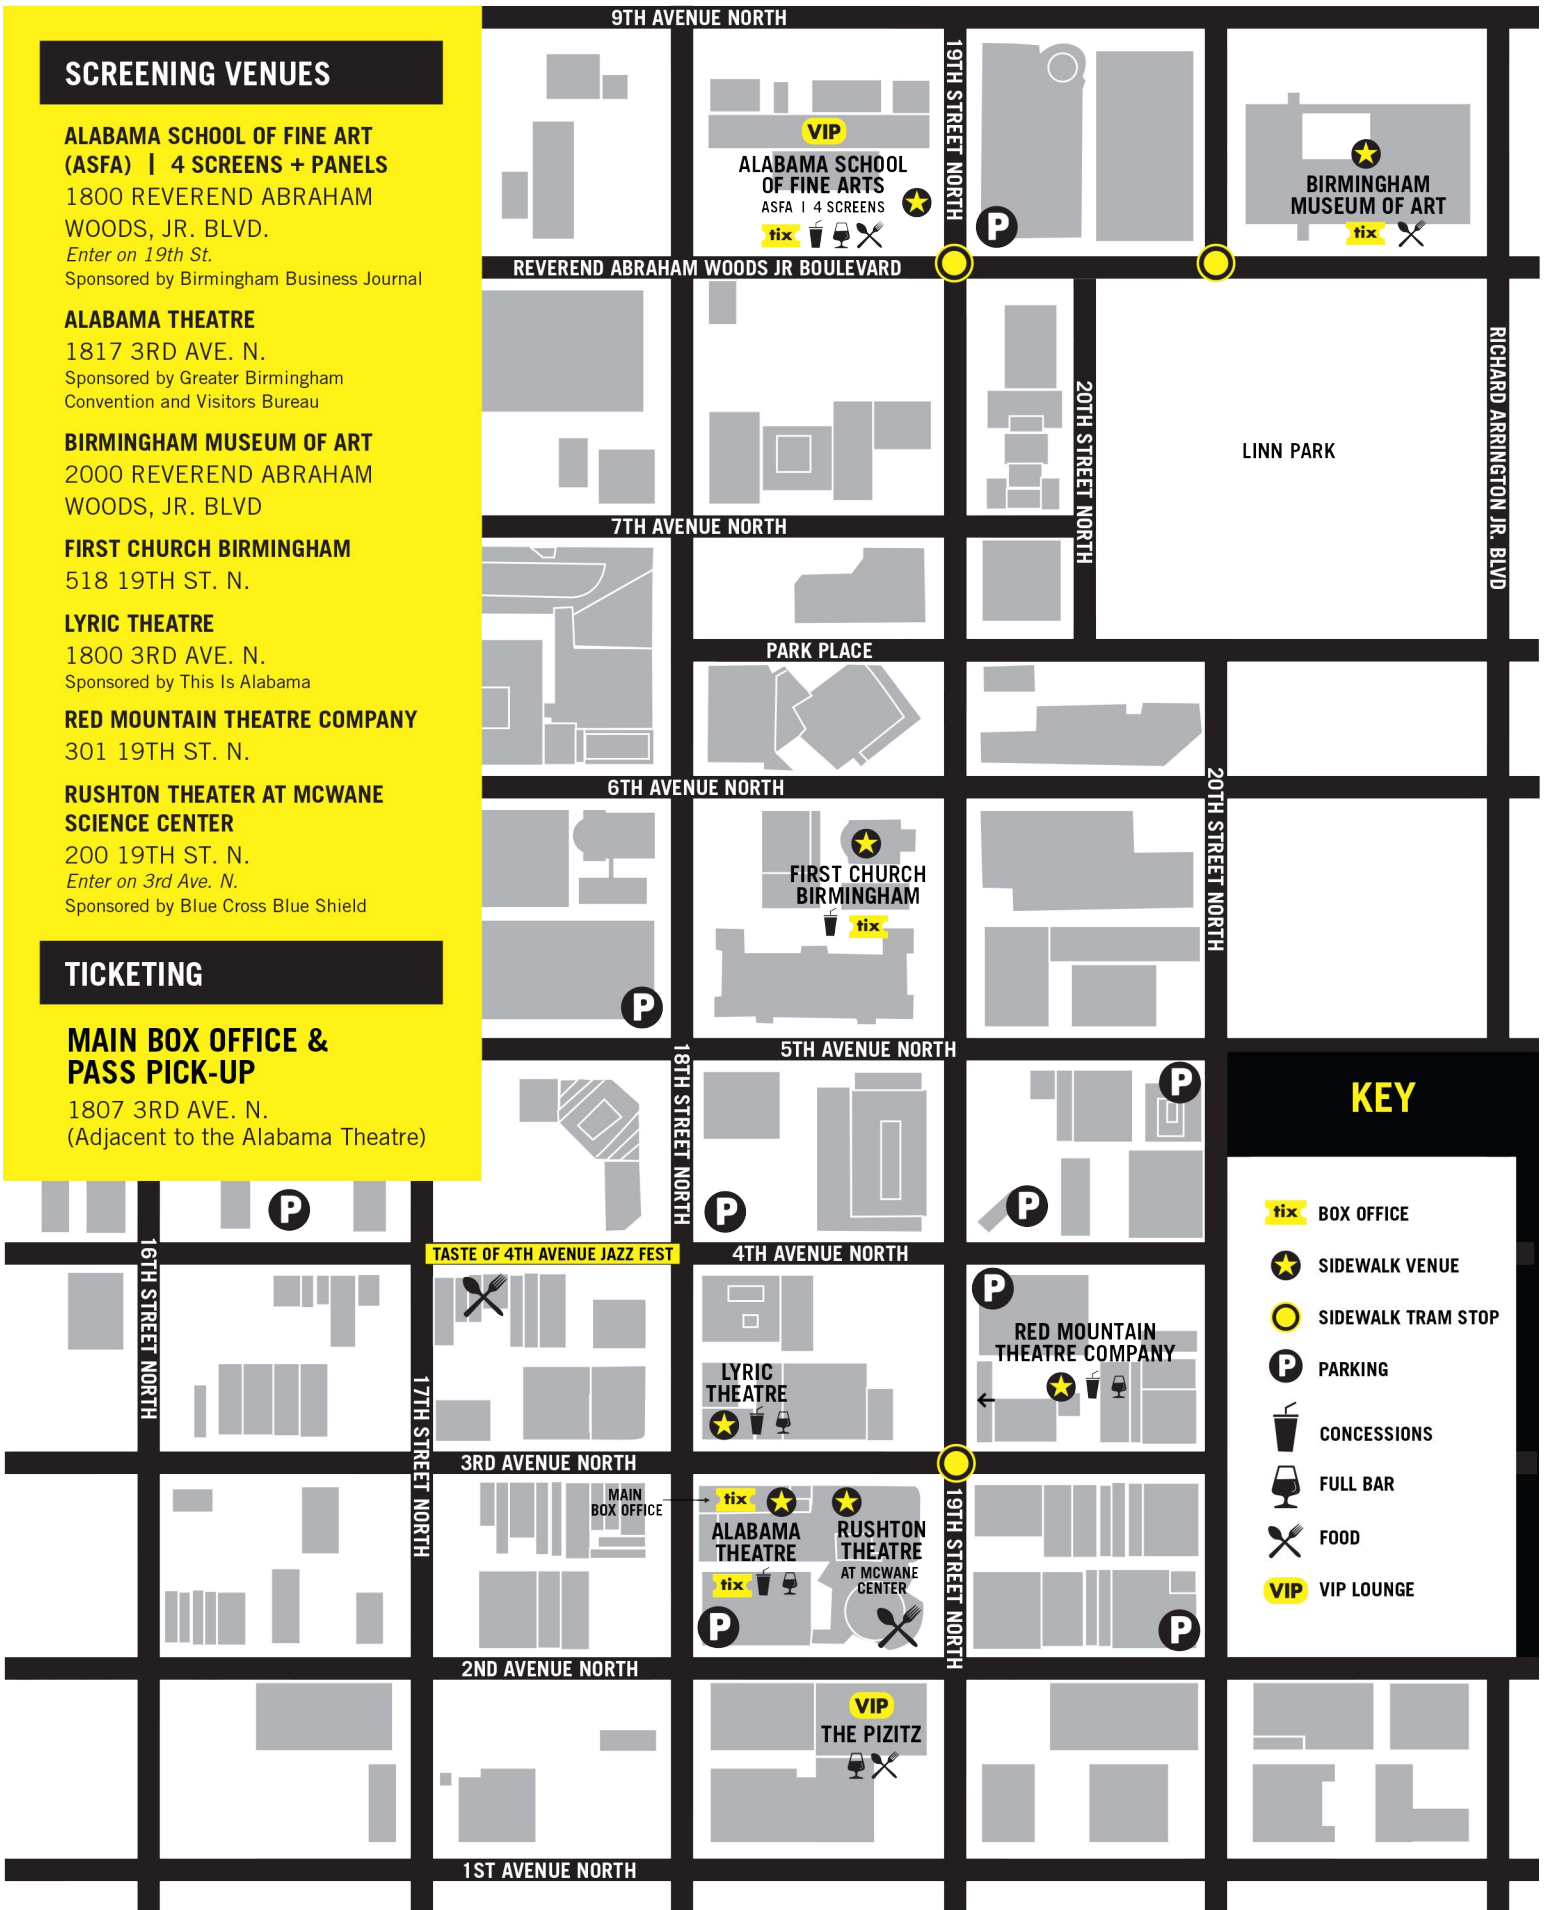 SCREENING VENUES
ALABAMA SCHOOL OF FINE ART
(ASFA) | 4 SCREENS + PANELS
1800 REVEREND ABRAHAM
WOODS, JR. BLVD.
Enter on 19th St.
Sponsored by Birmingham Business Journal
ALABAMA THEATRE
1817 3RD AVE. N.
Sponsored by Greater Birmingham
Convention and Visitors Bureau
BIRMINGHAM MUSEUM OF ART
2000 REVEREND ABRAHAM
WOODS, JR. BLVD
FIRST CHURCH BIRMINGHAM
518 19TH ST. N.
LYRIC THEATRE
1800 3RD AVE. N.
Sponsored by This Is Alabama
RED MOUNTAIN THEATRE COMPANY
301 19TH ST. N.
RUSHTON THEATER AT MCWANE
SCIENCE CENTER
200 19TH ST. N.
Enter on 3rd Ave. N.
Sponsored by Blue Cross Blue Shield
TICKETING
MAIN BOX OFFICE &
PASS PICK-UP
1807 3RD AVE. N.
(Adjacent to the Alabama Theatre)
9TH AVENUE NORTH
19TH STREET NORTH
VIP
ALABAMA SCHOOL
OF FINE ARTS
ASFA | 4 SCREENS
tix
P
BIRMINGHAM
MUSEUM OF ART
tix
REVEREND ABRAHAM WOODS JR BOULEVARD
20TH STREET NORTH
LINN PARK
RICHARD ARRINGTON JR. BLVD
7TH AVENUE NORTH
PARK PLACE
6TH AVENUE NORTH
20TH STREET NORTH
FIRST CHURCH
BIRMINGHAM
tix
P
5TH AVENUE NORTH
18TH STREET NORTH
P
P
P
P
TASTE OF 4TH AVENUE JAZZ FEST
4TH AVENUE NORTH
16TH STREET NORTH
P
RED MOUNTAIN
THEATRE COMPANY
LYRIC
THEATRE
17TH STREET NORTH
3RD AVENUE NORTH
MAIN
BOX OFFICE
tix
ALABAMA
THEATRE
tix
RUSHTON
THEATRE
AT MCWANE
CENTER
19TH STREET NORTH
P
P
2ND AVENUE NORTH
VIP
THE PIZITZ
1ST AVENUE NORTH
KEY
tix BOX OFFICE
SIDEWALK VENUE
SIDEWALK TRAM STOP
P PARKING
CONCESSIONS
FULL BAR
FOOD
VIP VIP LOUNGE